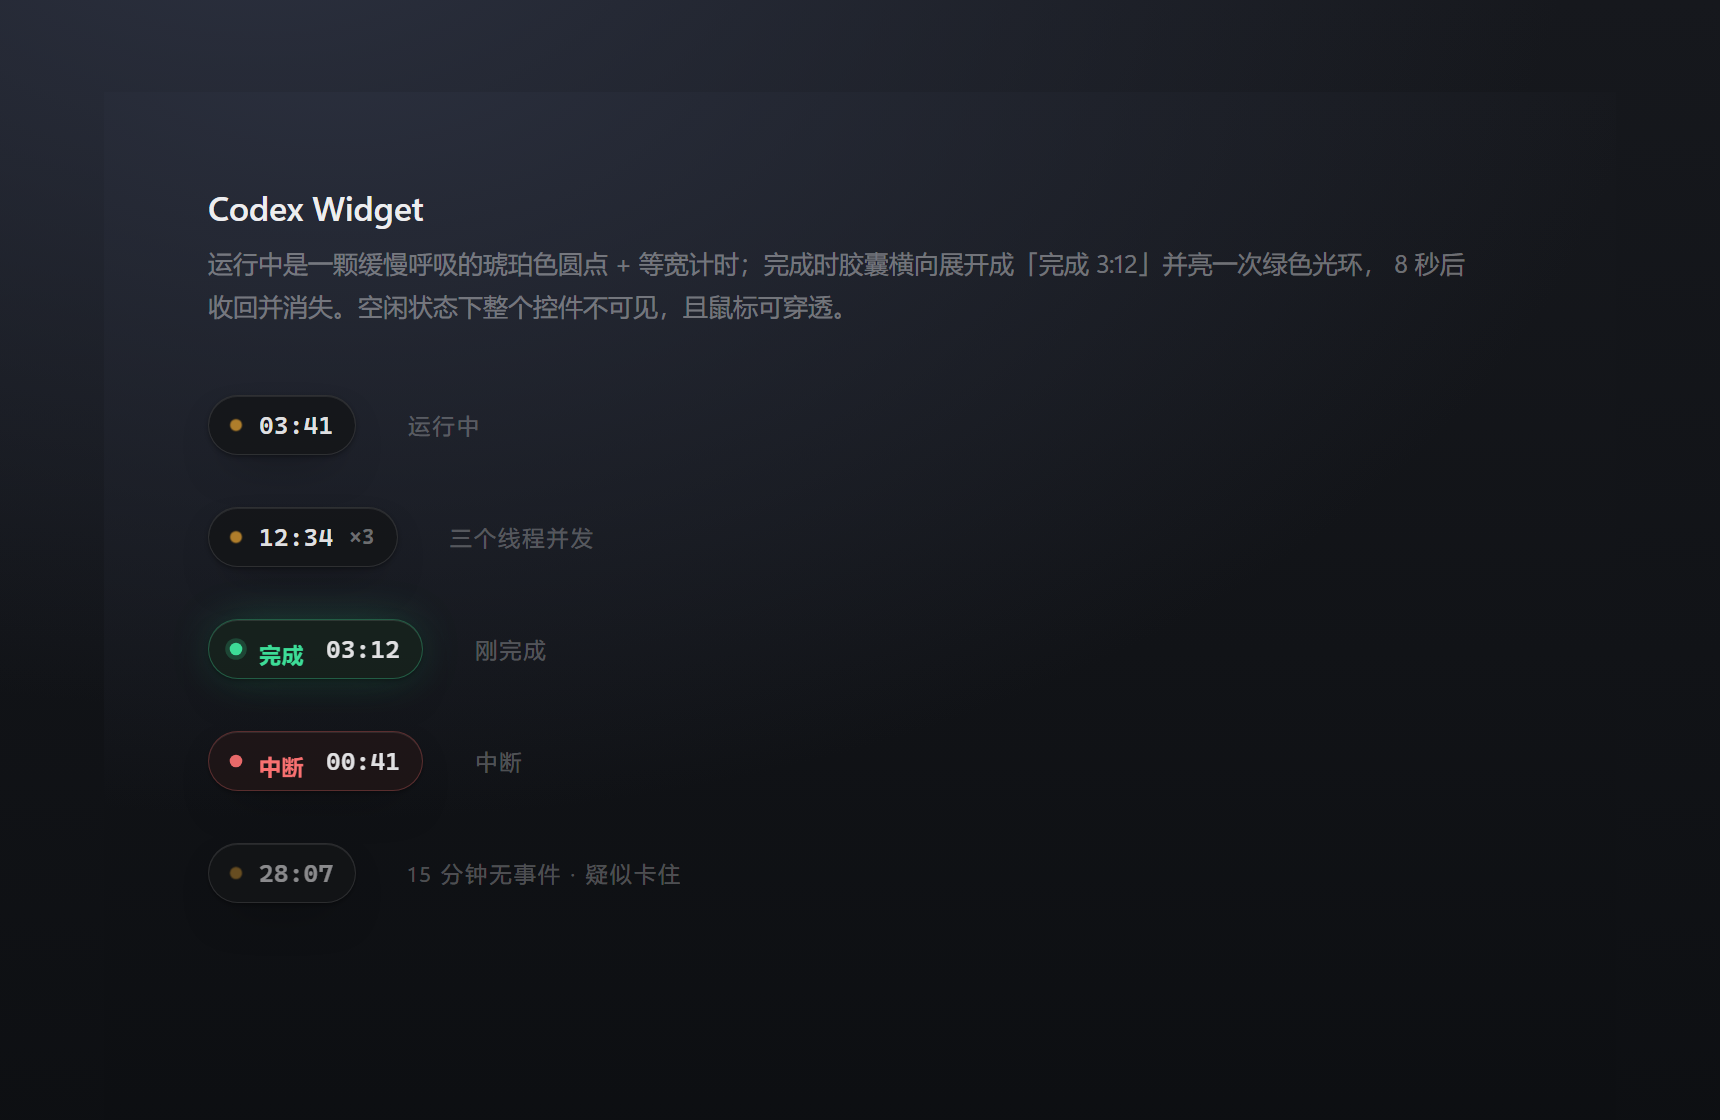 Codex Widget
运行中是一颗缓慢呼吸的琥珀色圆点 + 等宽计时；完成时胶囊横向展开成「完成 3:12」并亮一次绿色光环， 8 秒后
收回并消失。空闲状态下整个控件不可见，且鼠标可穿透。
03:41 运行中
12:34 ×3 三个线程并发
完成 03:12 刚完成
中断 00:41 中断
28:07 15 分钟无事件 · 疑似卡住